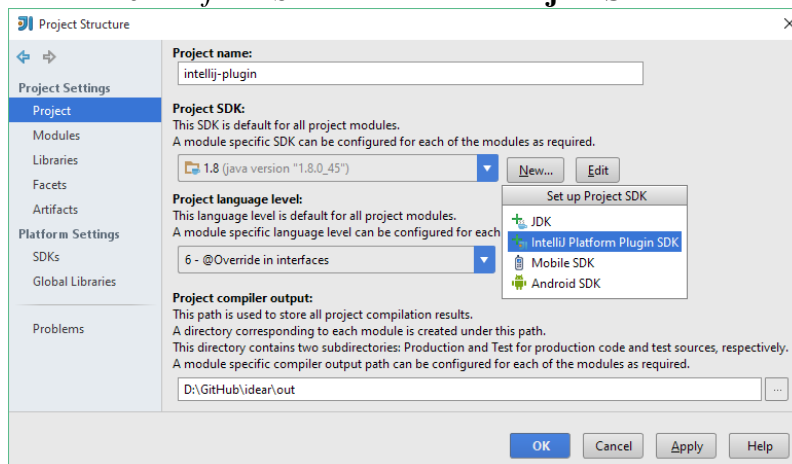 Project Structure
Project name:
intellij-plugin
Project Settings
Project
Modules
Libraries
Facets
Artifacts
Platform Settings
SDKs
Global Libraries
Problems
Project SDK:
This SDK is default for all project modules.
A module specific SDK can be configured for each of the modules as required.
1.8 (java version "1.8.0_45")
New...
Edit
Set up Project SDK
JDK
IntelliJ Platform Plugin SDK
Mobile SDK
Android SDK
Project language level:
This language level is default for all project modules.
A module specific language level can be configured for each
6 - @Override in interfaces
Project compiler output:
This path is used to store all project compilation results.
A directory corresponding to each module is created under this path.
This directory contains two subdirectories: Production and Test for production code and test sources, respectively.
A module specific compiler output path can be configured for each of the modules as required.
D:\GitHub\idear\out
...
OK
Cancel
Apply
Help